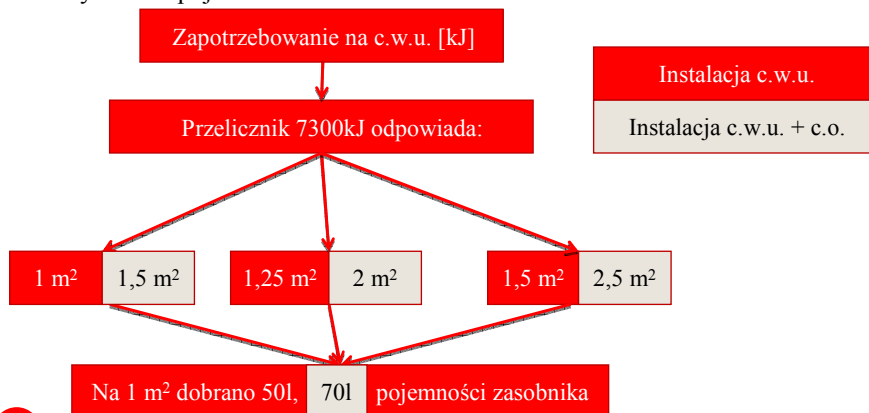 Zapotrzebowanie na c.w.u. [kJ]
Instalacja c.w.u.
Przelicznik 7300kJ odpowiada:
Instalacja c.w.u. + c.o.
1 m² 1,5 m² 1,25 m² 2 m² 1,5 m² 2,5 m²
Na 1 m² dobrano 50l, 70l pojemności zasobnika